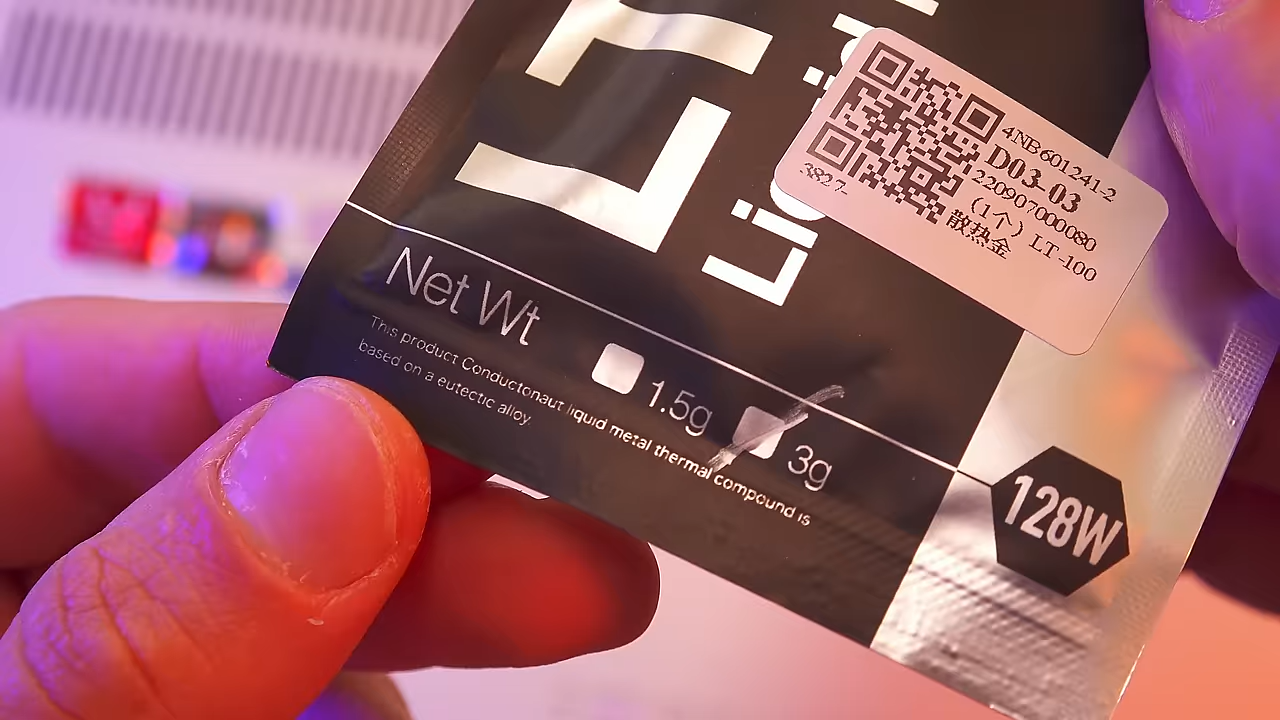 4NB601241-2
D03-03
220907000080
(1个) LT-100
散热金
3827-
Net Wt
1.5g
3g
This product Conductonaut liquid metal thermal compound is
based on a eutectic alloy.
128W